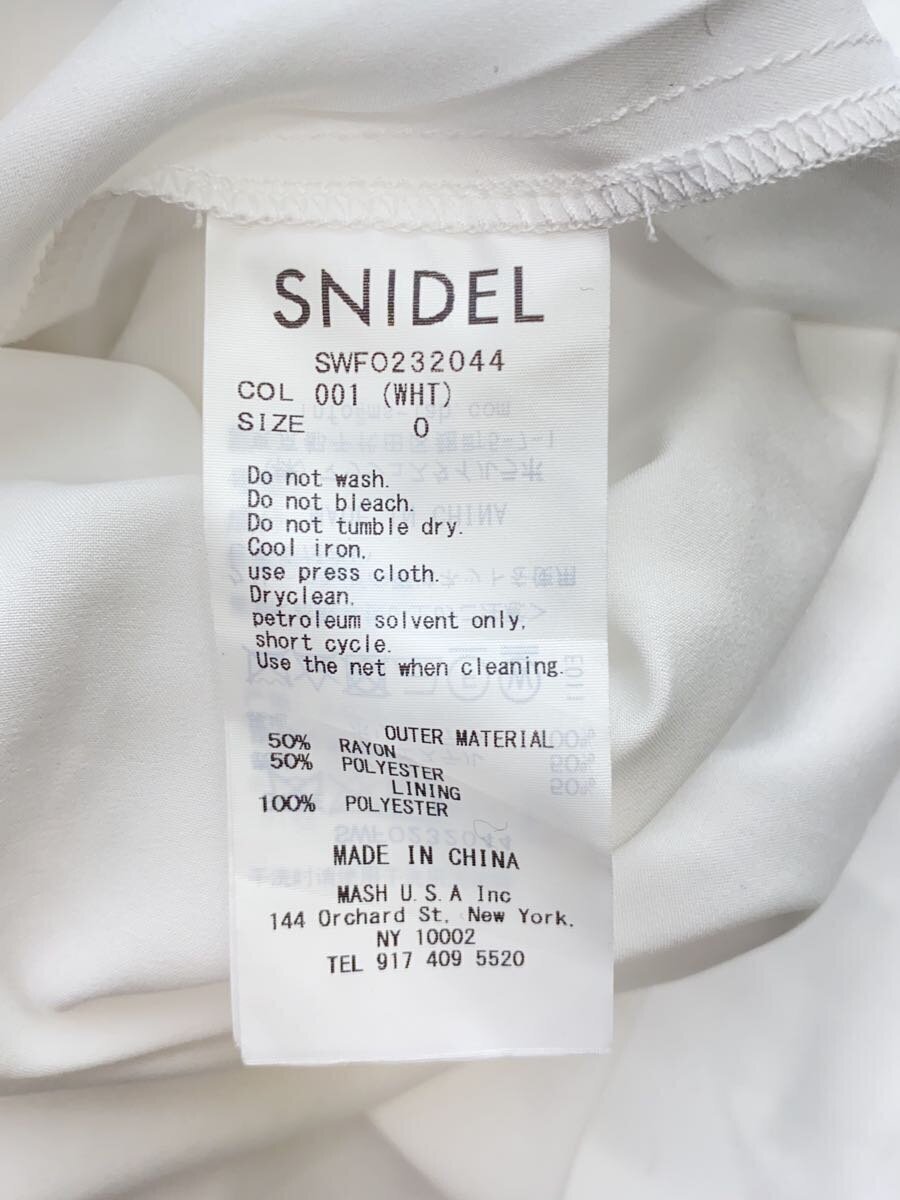 SNIDEL
SWFO232044
COL 001 (WHT)
SIZE 0
Do not wash.
Do not bleach.
Do not tumble dry.
Cool iron,
use press cloth.
Dryclean,
petroleum solvent only,
short cycle.
Use the net when cleaning.
OUTER MATERIAL
50% RAYON
50% POLYESTER
LINING
100% POLYESTER
MADE IN CHINA
MASH U.S.A Inc
144 Orchard St, New York,
NY 10002
TEL 917 409 5520